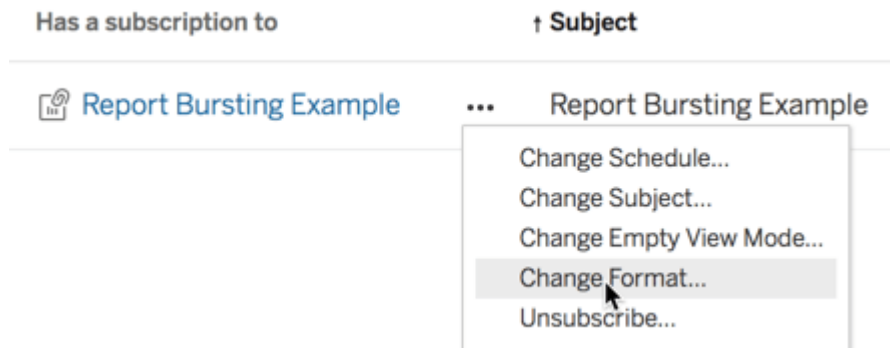 Has a subscription to ↑ Subject
Report Bursting Example ••• Report Bursting Example
Change Schedule...
Change Subject...
Change Empty View Mode...
Change Format...
Unsubscribe...